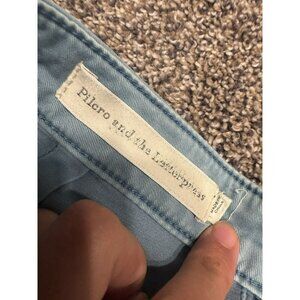 Pilcro and the Letterpress